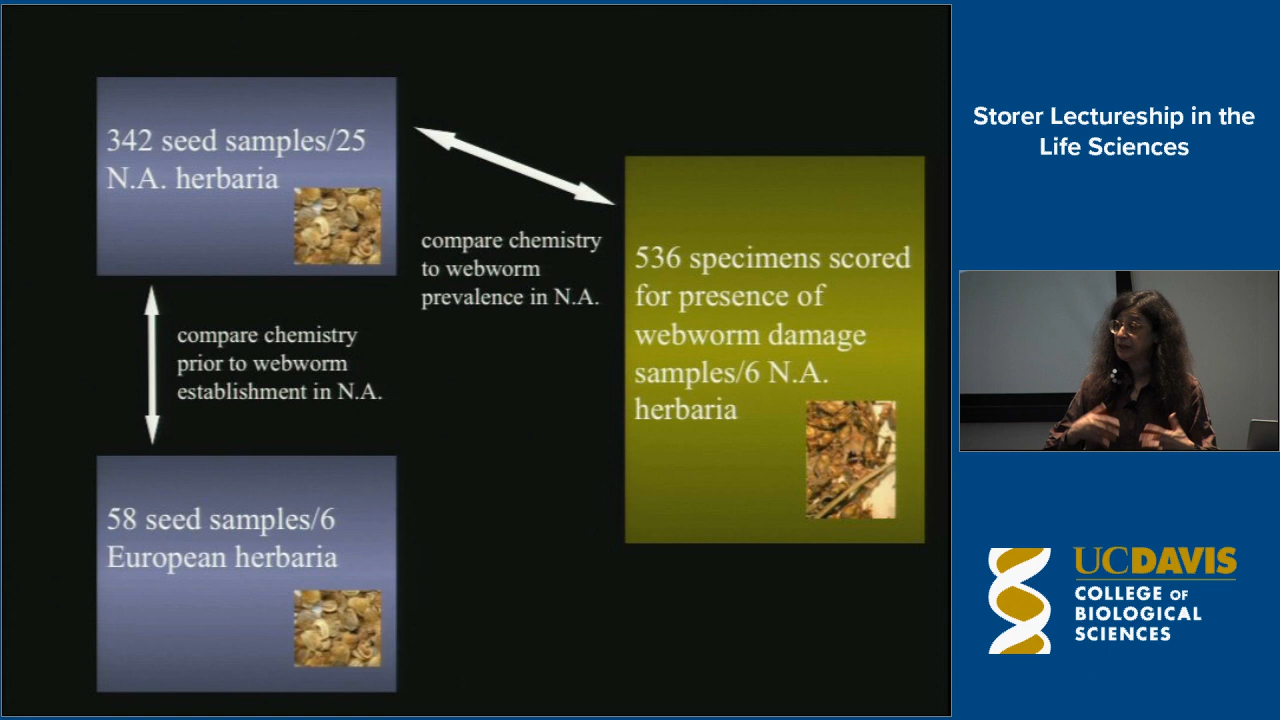 342 seed samples/25
N.A. herbaria
compare chemistry
to webworm
prevalence in N.A.
536 specimens scored
for presence of
webworm damage
samples/6 N.A.
herbaria
compare chemistry
prior to webworm
establishment in N.A.
58 seed samples/6
European herbaria
Storer Lectureship in the
Life Sciences
UCDAVIS
COLLEGE OF
BIOLOGICAL
SCIENCES